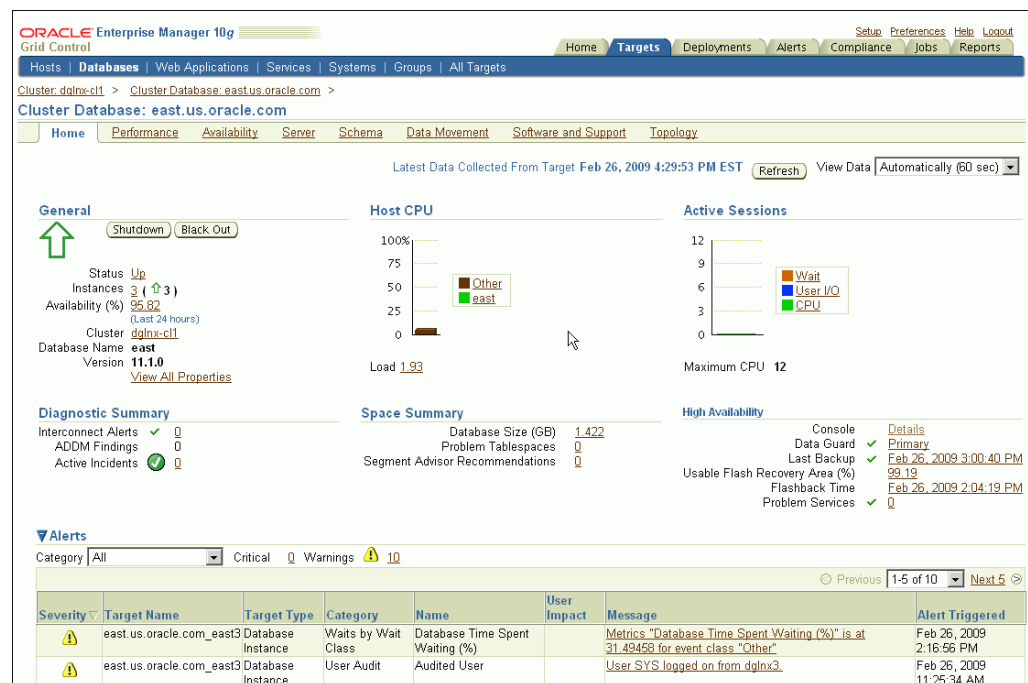 ORACLE Enterprise Manager 10g
Grid Control
Setup Preferences Help Logout
Home Targets Deployments Alerts Compliance Jobs Reports
Hosts | Databases | Web Applications | Services | Systems | Groups | All Targets
Cluster: dglnx-cl1 > Cluster Database: east.us.oracle.com >
Cluster Database: east.us.oracle.com
Home Performance Availability Server Schema Data Movement Software and Support Topology
Latest Data Collected From Target Feb 26, 2009 4:29:53 PM EST Refresh View Data Automatically (60 sec)
General
Shutdown Black Out
Status Up
Instances 3 ( 3 )
Availability (%) 95.82
(Last 24 hours)
Cluster dglnx-cl1
Database Name east
Version 11.1.0
View All Properties
Host CPU
100%
75
50
25
0
Other
east
Load 1.93
Active Sessions
12
9
6
3
0
Wait
User I/O
CPU
Maximum CPU 12
Diagnostic Summary
Interconnect Alerts 0
ADDM Findings 0
Active Incidents 0
Space Summary
Database Size (GB) 1.422
Problem Tablespaces 0
Segment Advisor Recommendations 0
High Availability
Console Details
Data Guard Primary
Last Backup Feb 26, 2009 3:00:40 PM
Usable Flash Recovery Area (%) 99.19
Flashback Time Feb 26, 2009 2:04:19 PM
Problem Services 0
Alerts
Category All Critical 0 Warnings 10
Previous 1-5 of 10 Next 5
Severity Target Name Target Type Category Name User Impact Message Alert Triggered
east.us.oracle.com_east3 Database Instance Waits by Wait Class Database Time Spent Waiting (%) Metrics "Database Time Spent Waiting (%)" is at 31.49458 for event class "Other" Feb 26, 2009 2:16:56 PM
east.us.oracle.com_east3 Database Instance User Audit Audited User User SYS logged on from dglnx3. Feb 26, 2009 11:25:34 AM